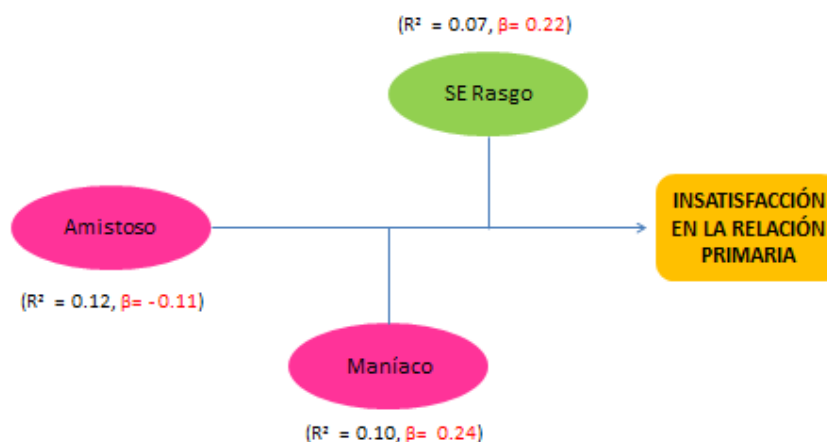 (R² = 0.07, β= 0.22)
SE Rasgo
Amistoso
(R² = 0.12, β= -0.11)
INSATISFACCIÓN
EN LA RELACIÓN
PRIMARIA
Maníaco
(R² = 0.10, β= 0.24)